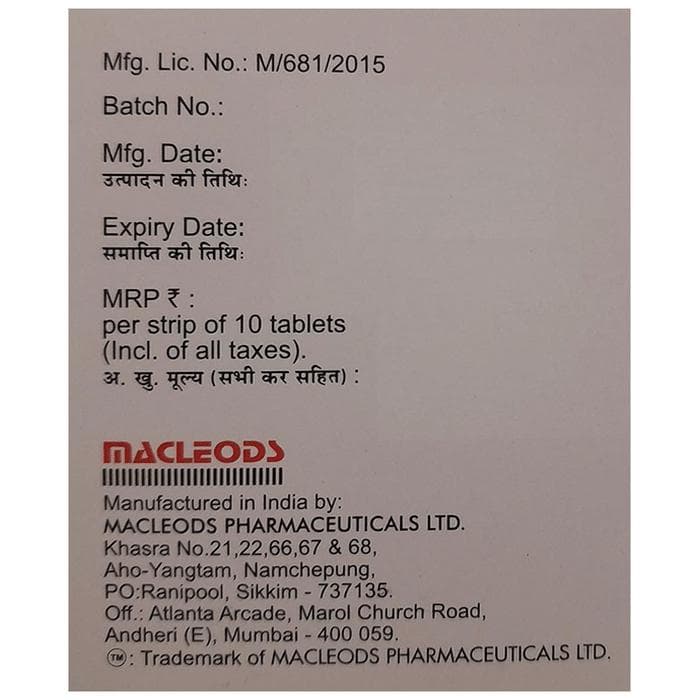 Mfg. Lic. No.: M/681/2015
Batch No.:
Mfg. Date:
उत्पादन की तिथिः
Expiry Date:
समाप्ति की तिथिः
MRP ₹ :
per strip of 10 tablets
(Incl. of all taxes).
अ. खु. मूल्य (सभी कर सहित) :
MACLEODS
Manufactured in India by:
MACLEODS PHARMACEUTICALS LTD.
Khasra No.21,22,66,67 & 68,
Aho-Yangtam, Namchepung,
PO:Ranipool, Sikkim - 737135.
Off.: Atlanta Arcade, Marol Church Road,
Andheri (E), Mumbai - 400 059.
TM: Trademark of MACLEODS PHARMACEUTICALS LTD.